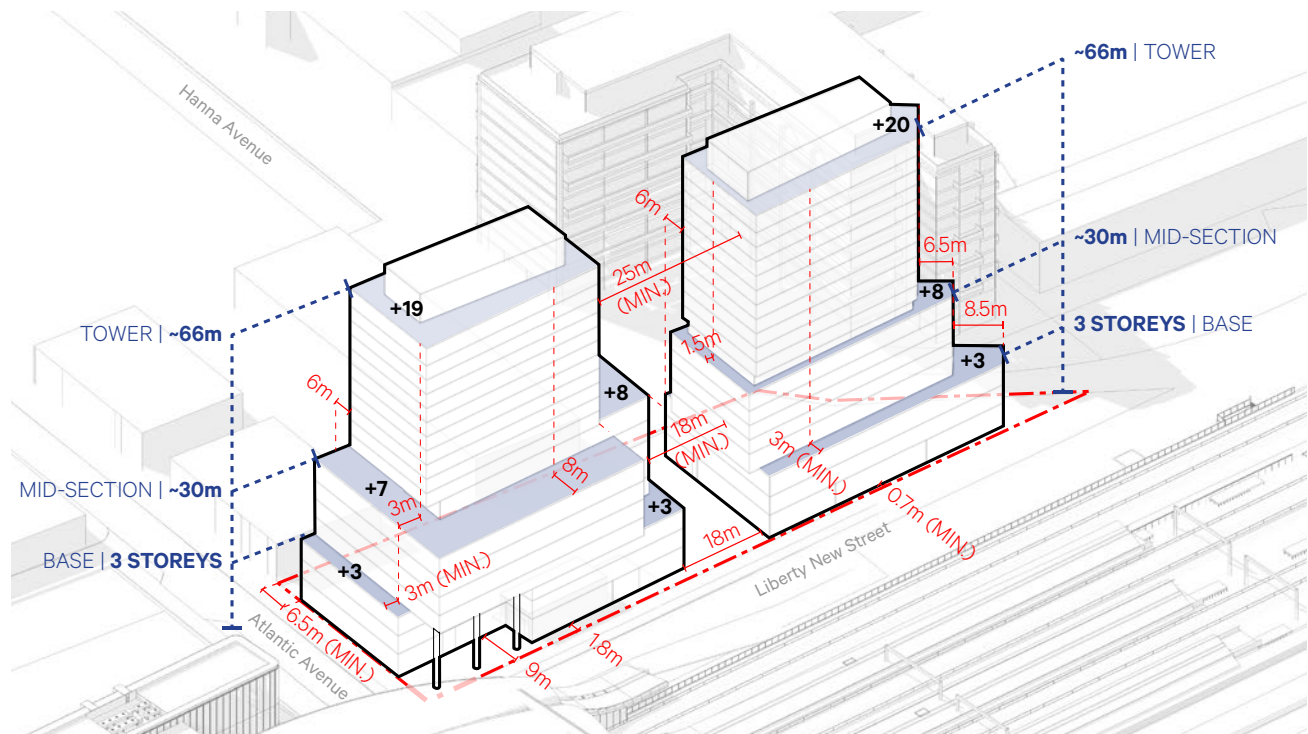 ~66m | TOWER
Hanna Avenue
+20
6m
~30m | MID-SECTION
6.5m
25m
(MIN.)
+8
8.5m
+19
3 STOREYS | BASE
TOWER | ~66m
1.5m
+3
6m
+8
18m
(MIN.)
3m (MIN.)
8m
MID-SECTION | ~30m
+7
3m
+3
0.7m (MIN.)
18m
BASE | 3 STOREYS
Liberty New Street
+3
3m (MIN.)
6.5m (MIN.)
Atlantic Avenue
1.8m
9m